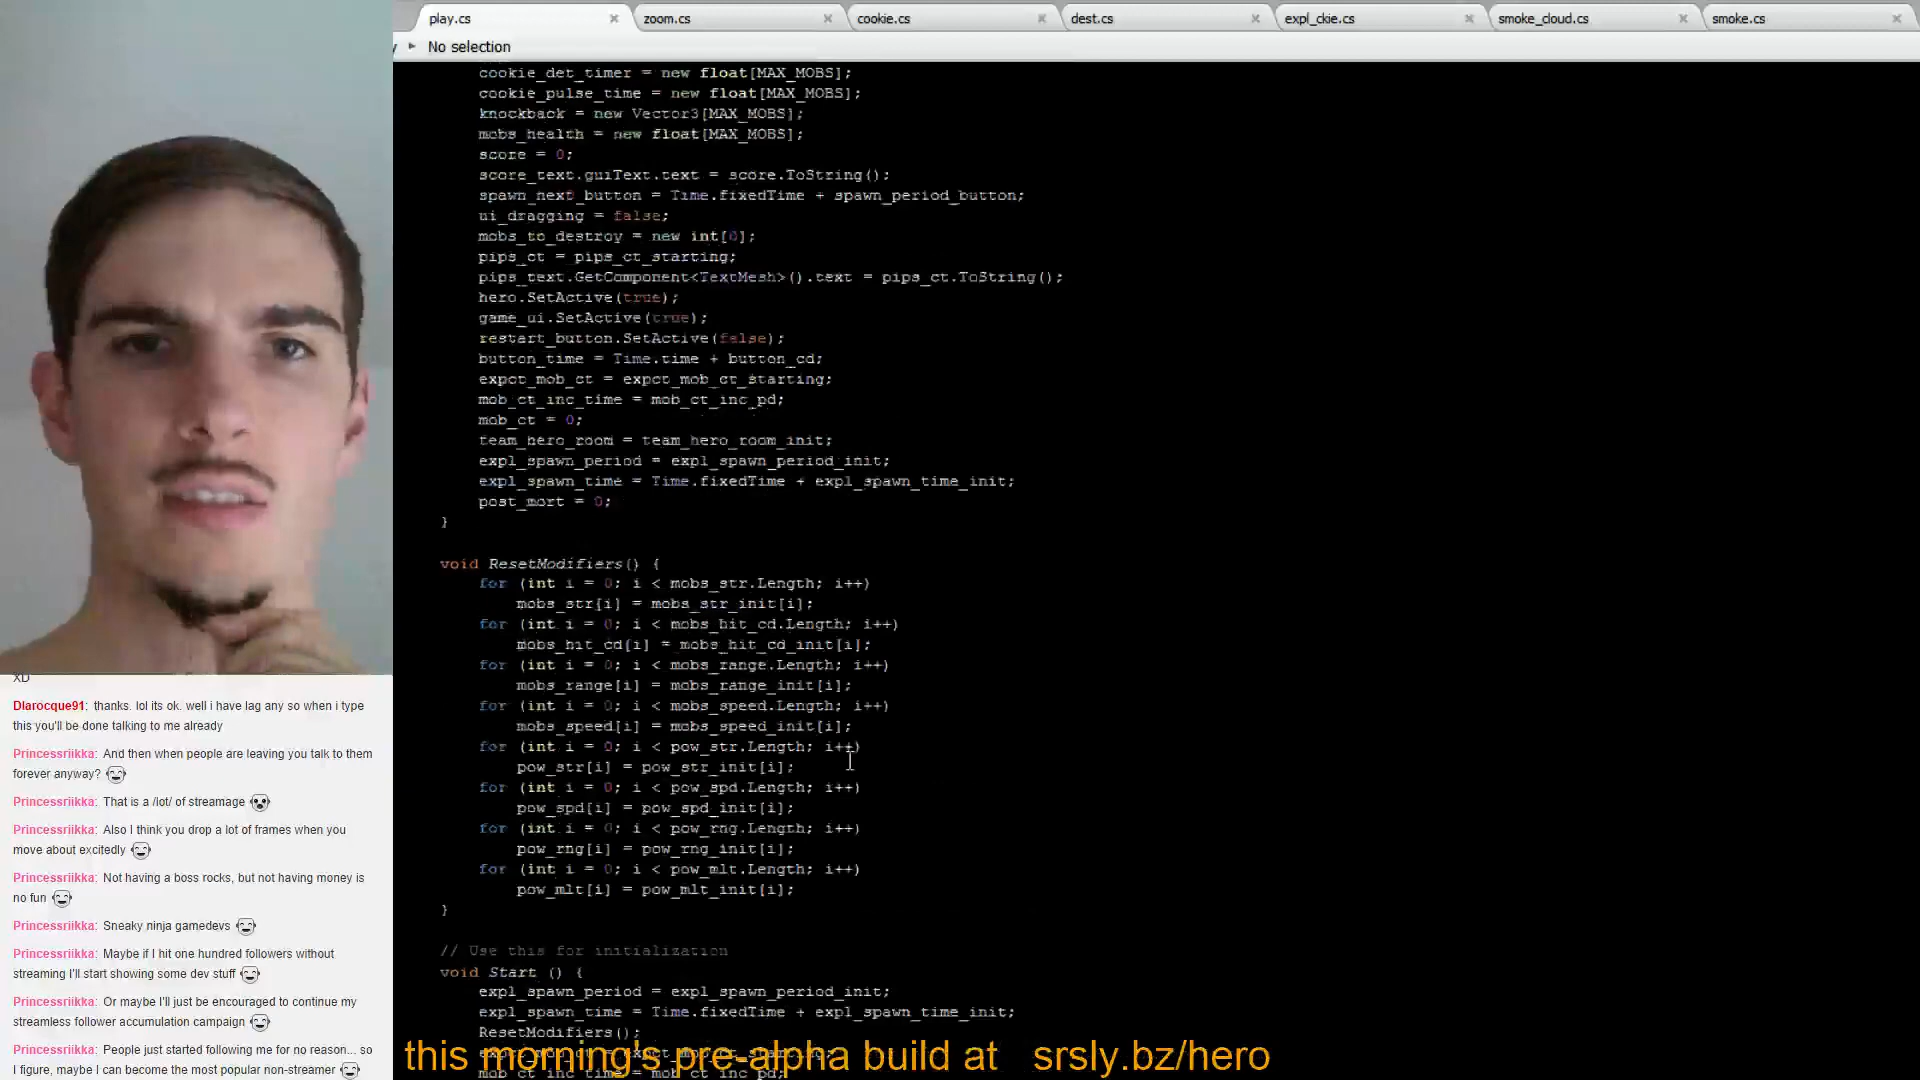 play.cs
zoom.cs
cookie.cs
dest.cs
expl_ckie.cs
smoke_cloud.cs
smoke.cs
No selection
cookie_det_timer = new float[MAX_MOBS];
cookie_pulse_time = new float[MAX_MOBS];
knockback = new Vector3[MAX_MOBS];
mobs_health = new float[MAX_MOBS];
score = 0;
score_text.guiText.text = score.ToString();
spawn_next_button = Time.fixedTime + spawn_period_button;
ui_dragging = false;
mobs_to_destroy = new int[0];
pips_ct = pips_ct_starting;
pips_text.GetComponent<TextMesh>().text = pips_ct.ToString();
hero.SetActive(true);
game_ui.SetActive(true);
restart_button.SetActive(false);
button_time = Time.time + button_cd;
expct_mob_ct = expct_mob_ct_starting;
mob_ct_inc_time = mob_ct_inc_pd;
mob_ct = 0;
team_hero_room = team_hero_room_init;
expl_spawn_period = expl_spawn_period_init;
expl_spawn_time = Time.fixedTime + expl_spawn_time_init;
post_mort = 0;
}
void ResetModifiers() {
for (int i = 0; i < mobs_str.Length; i++)
mobs_str[i] = mobs_str_init[i];
for (int i = 0; i < mobs_hit_cd.Length; i++)
mobs_hit_cd[i] = mobs_hit_cd_init[i];
for (int i = 0; i < mobs_range.Length; i++)
mobs_range[i] = mobs_range_init[i];
for (int i = 0; i < mobs_speed.Length; i++)
mobs_speed[i] = mobs_speed_init[i];
for (int i = 0; i < pow_str.Length; i++)
pow_str[i] = pow_str_init[i];
for (int i = 0; i < pow_spd.Length; i++)
pow_spd[i] = pow_spd_init[i];
for (int i = 0; i < pow_rng.Length; i++)
pow_rng[i] = pow_rng_init[i];
for (int i = 0; i < pow_mlt.Length; i++)
pow_mlt[i] = pow_mlt_init[i];
}
// Use this for initialization
void Start () {
expl_spawn_period = expl_spawn_period_init;
expl_spawn_time = Time.fixedTime + expl_spawn_time_init;
ResetModifiers();
this morning's pre-alpha build at srsly.bz/hero
XD
Dlarocque91: thanks. lol its ok. well i have lag any so when i type
this you'll be done talking to me already
Princessriikka: And then when people are leaving you talk to them
forever anyway?
Princessriikka: That is a /lot/ of streamage
Princessriikka: Also I think you drop a lot of frames when you
move about excitedly
Princessriikka: Not having a boss rocks, but not having money is
no fun
Princessriikka: Sneaky ninja gamedevs
Princessriikka: Maybe if I hit one hundred followers without
streaming I'll start showing some dev stuff
Princessriikka: Or maybe I'll just be encouraged to continue my
streamless follower accumulation campaign
Princessriikka: People just started following me for no reason... so
I figure, maybe I can become the most popular non-streamer